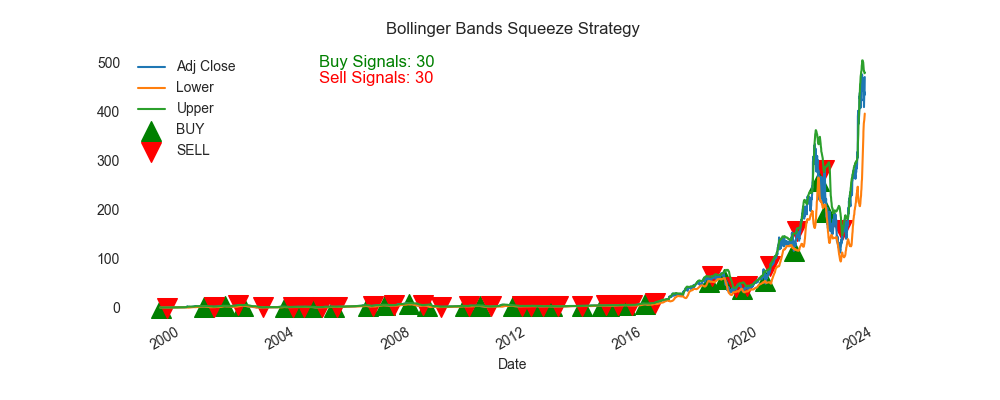 Bollinger Bands Squeeze Strategy
Buy Signals: 30
Sell Signals: 30
Adj Close
Lower
Upper
BUY
SELL
500
400
300
200
100
0
2000
2004
2008
2012
2016
2020
2024
Date